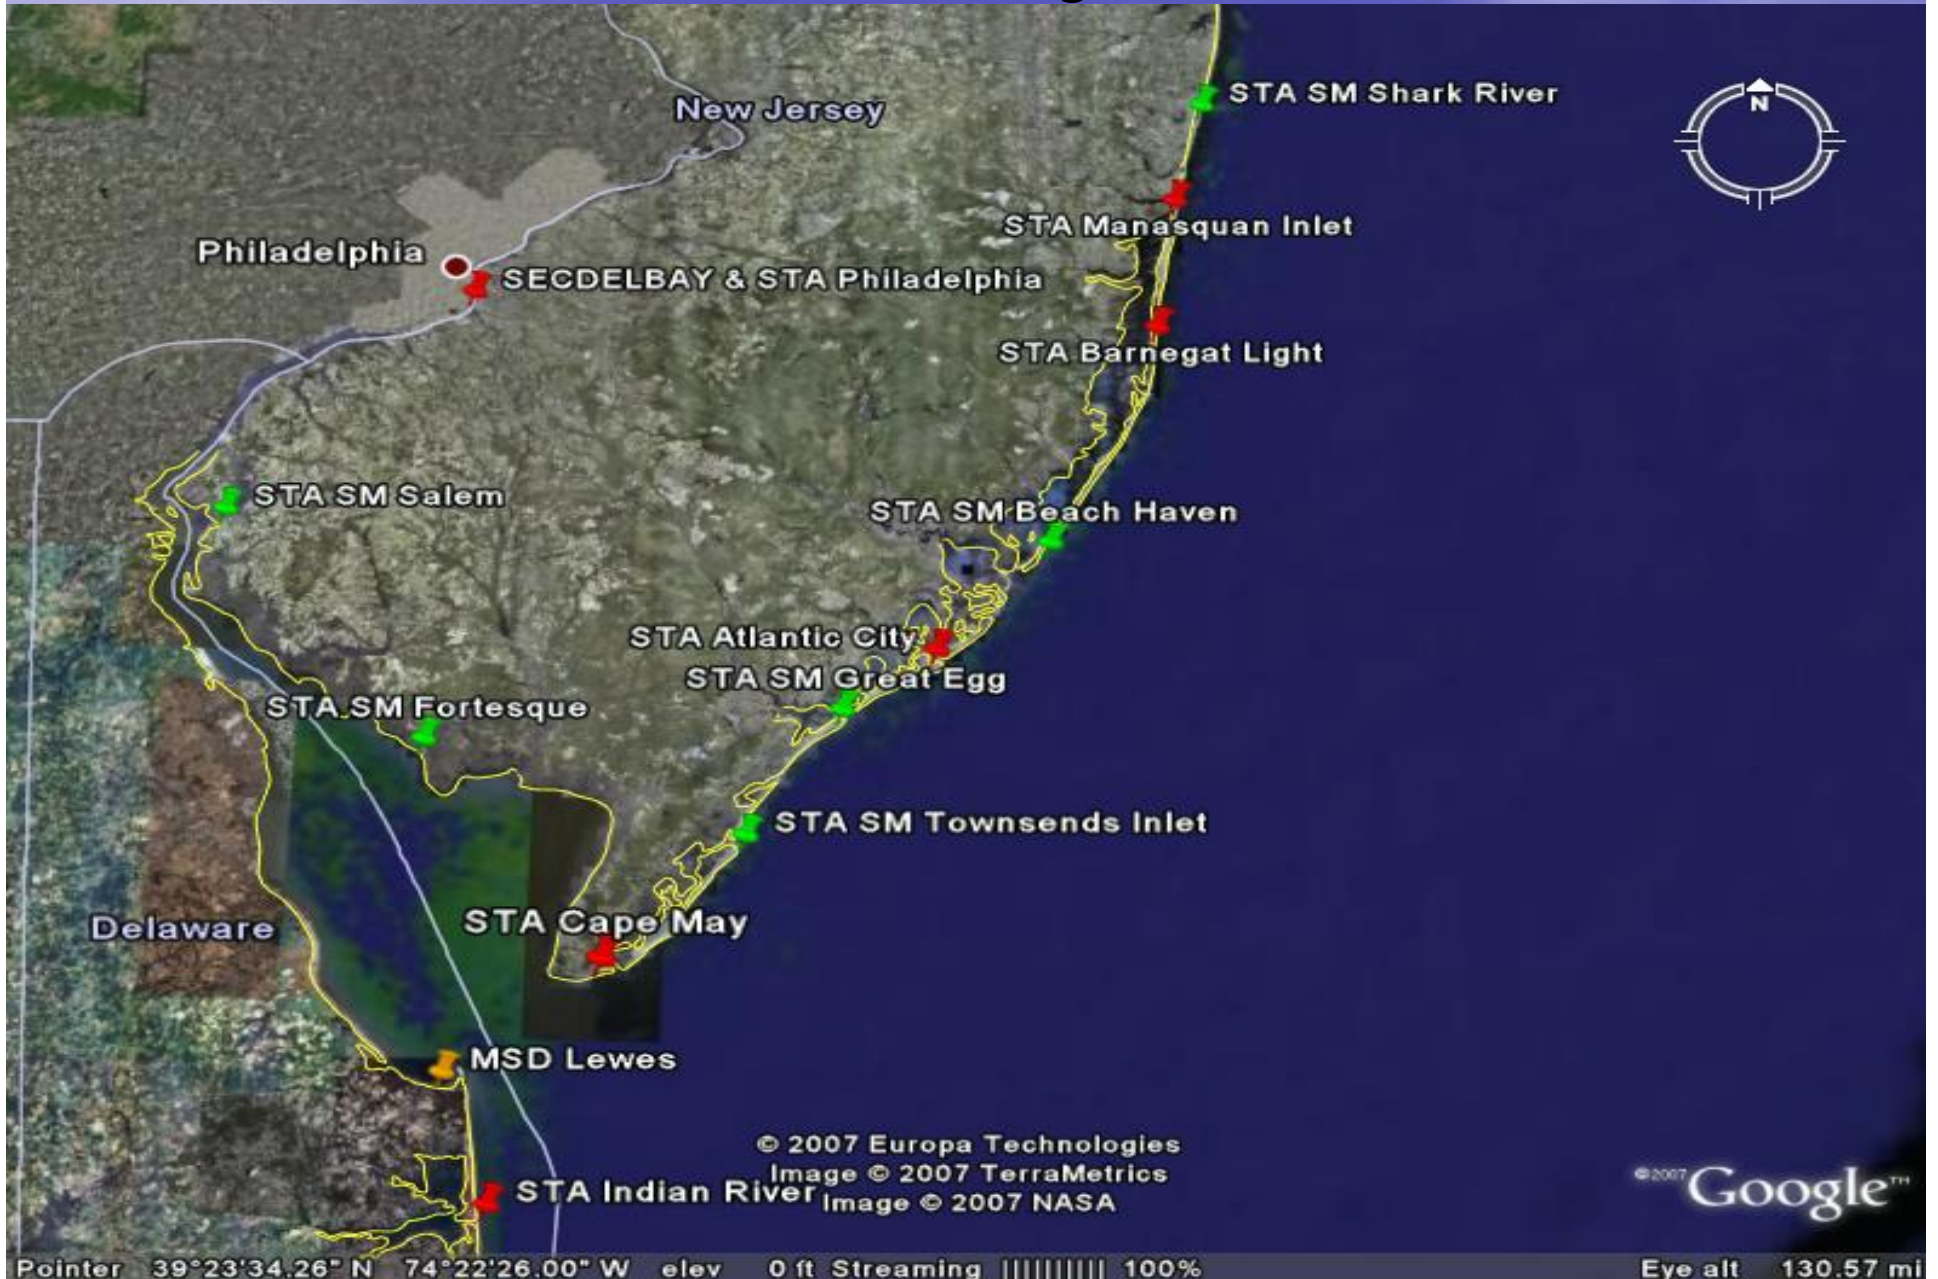 STA SM Shark River
N
New Jersey
STA Manasquan Inlet
Philadelphia
SECDELBAY & STA Philadelphia
STA Barnegat Light
STA SM Salem
STA SM Beach Haven
STA Atlantic City
STA SM Great Egg
STA SM Fortesque
STA SM Townsends Inlet
STA Cape May
Delaware
MSD Lewes
© 2007 Europa Technologies
Image © 2007 TerraMetrics
STA Indian River
Image © 2007 NASA
©2007 Google™
Pointer 39°23'34.26" N 74°22'26.00" W elev 0 ft Streaming |||||||||| 100% Eye alt 130.57 mi